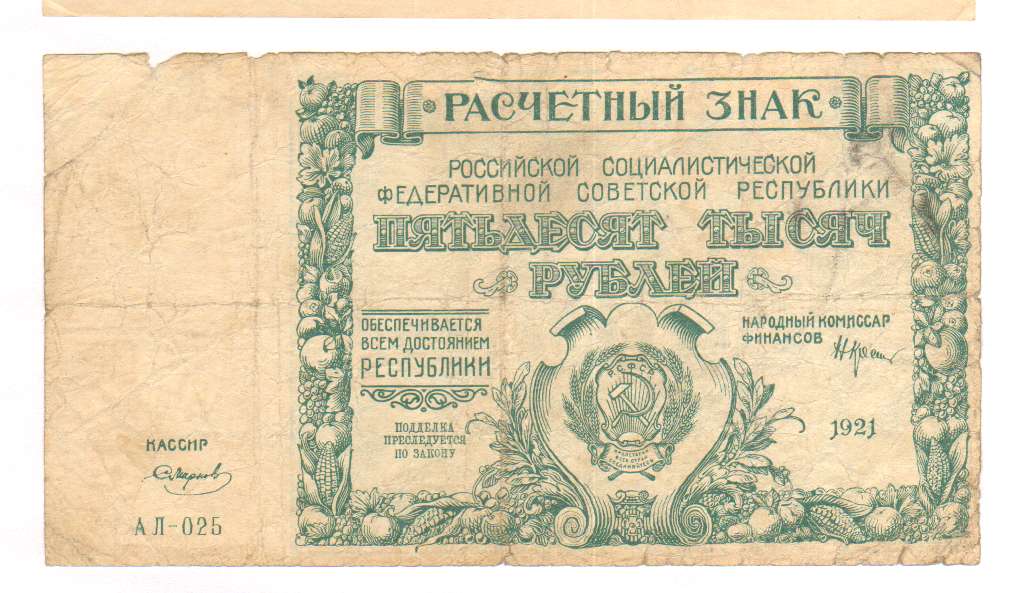 РАСЧЕТНЫЙ ЗНАК
РОССИЙСКОЙ СОЦИАЛИСТИЧЕСКОЙ
ФЕДЕРАТИВНОЙ СОВЕТСКОЙ РЕСПУБЛИКИ
ПЯТЬДЕСЯТ ТЫСЯЧ
РУБЛЕЙ
ОБЕСПЕЧИВАЕТСЯ
ВСЕМ ДОСТОЯНИЕМ
РЕСПУБЛИКИ
НАРОДНЫЙ КОМИССАР
ФИНАНСОВ
РСФСР
ПОДДЕЛКА
ПРЕСЛЕДУЕТСЯ
ПО ЗАКОНУ
1921
КАССИР
АЛ-025